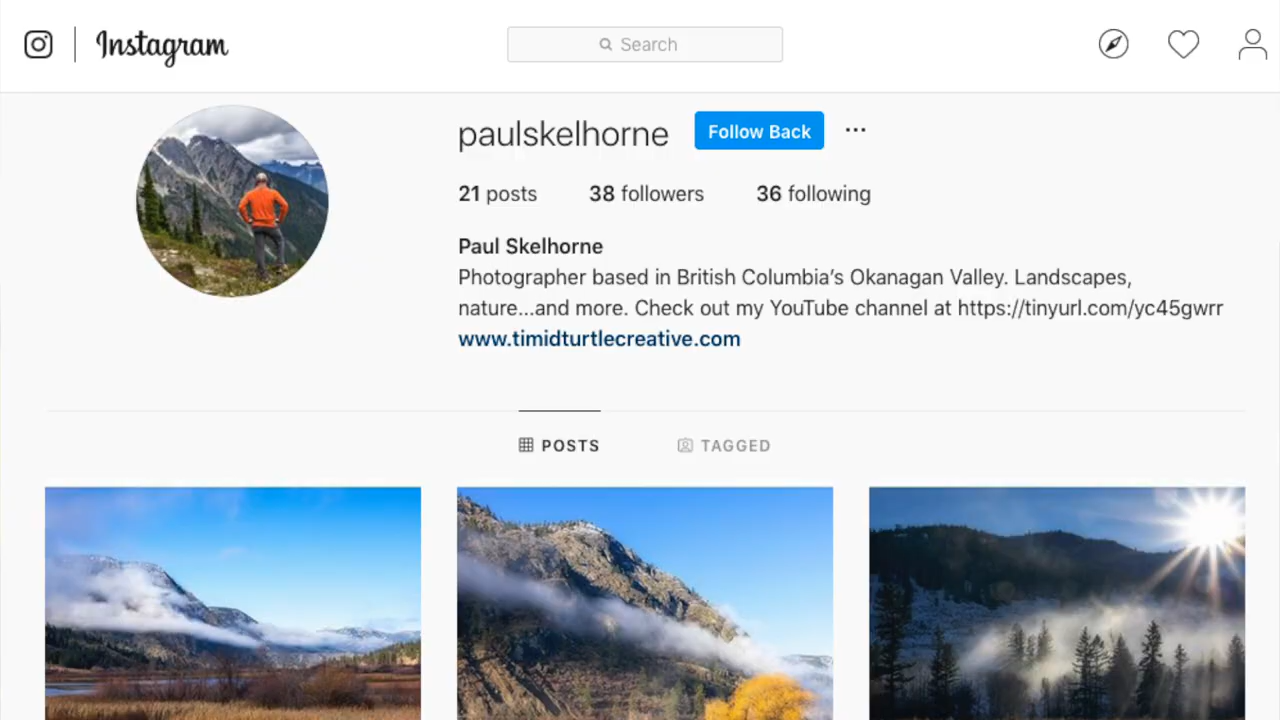 Instagram
Search
paulskelhorne
Follow Back
21 posts 38 followers 36 following
Paul Skelhorne
Photographer based in British Columbia’s Okanagan Valley. Landscapes,
nature...and more. Check out my YouTube channel at https://tinyurl.com/yc45gwrr
www.timidturtlecreative.com
POSTS TAGGED